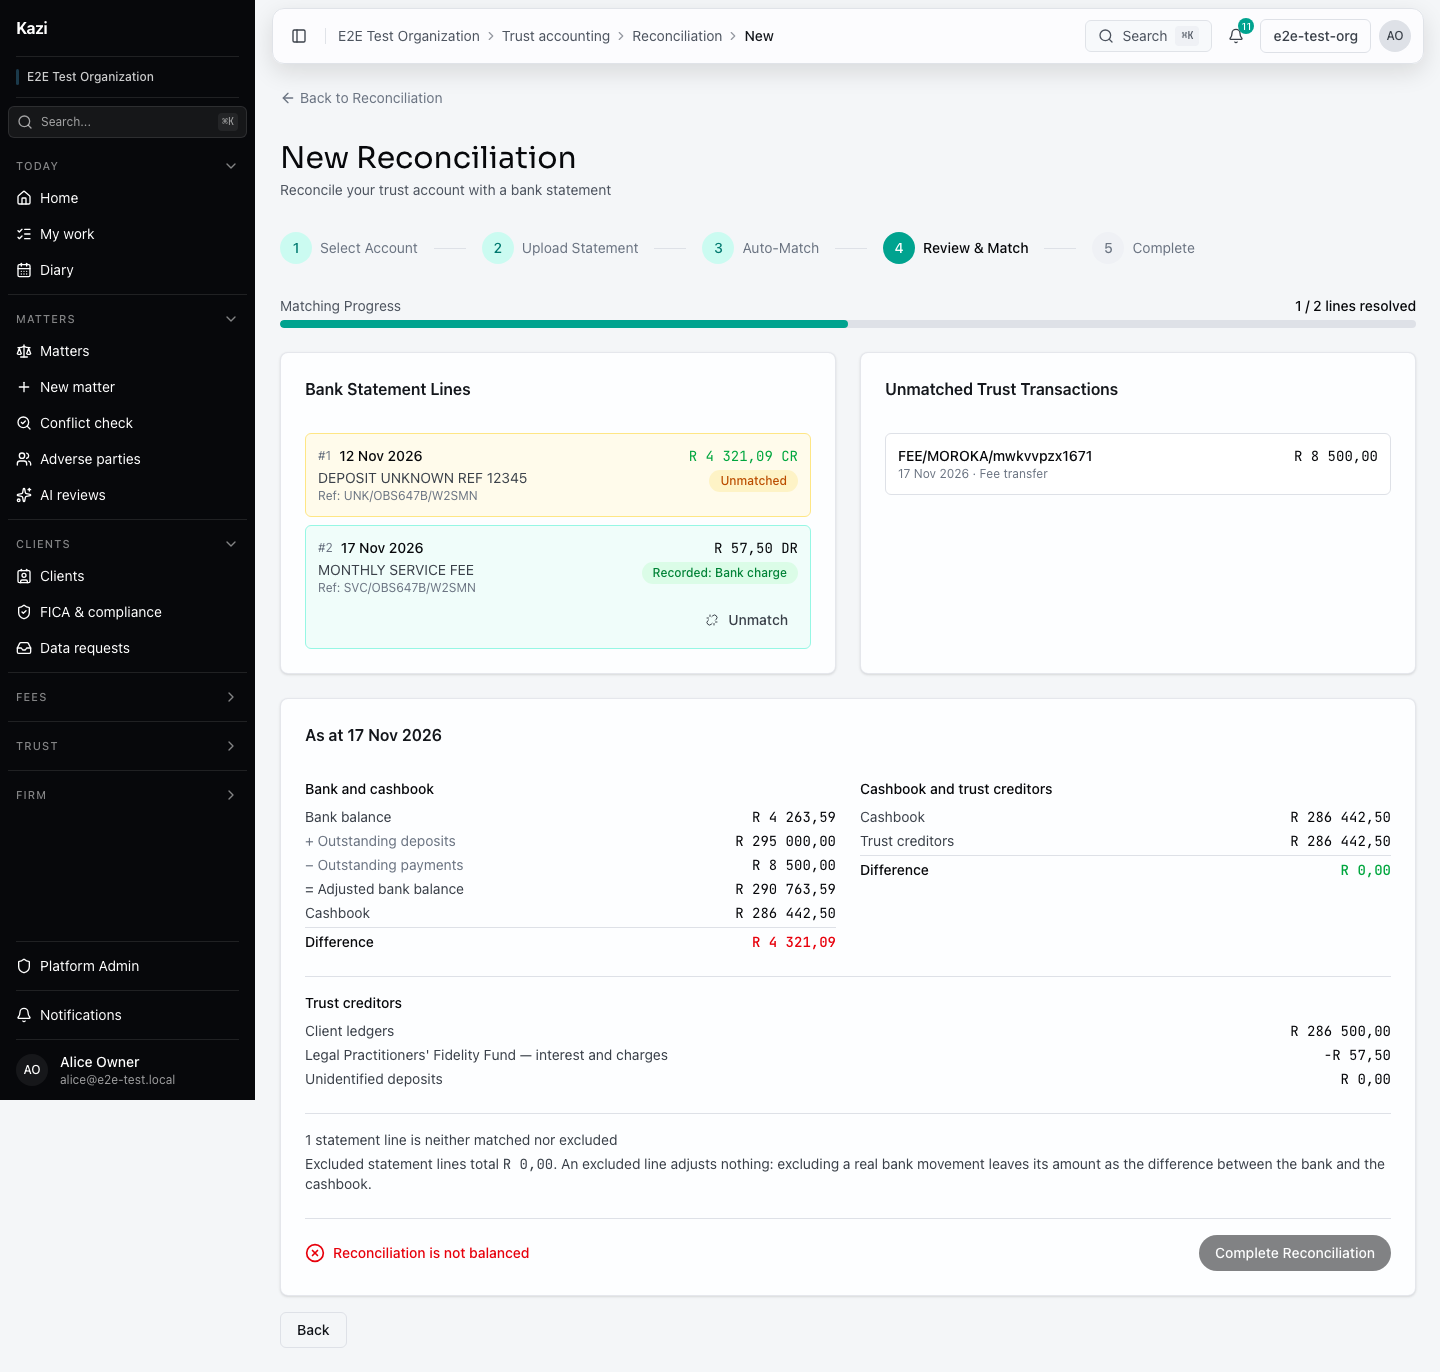 Kazi
E2E Test Organization
Search...
⌘K
TODAY
Home
My work
Diary
MATTERS
Matters
New matter
Conflict check
Adverse parties
AI reviews
CLIENTS
Clients
FICA & compliance
Data requests
FEES
TRUST
FIRM
Platform Admin
Notifications
AO
Alice Owner
alice@e2e-test.local
E2E Test Organization
Trust accounting
Reconciliation
New
Search ⌘K
11
e2e-test-org
AO
Back to Reconciliation
New Reconciliation
Reconcile your trust account with a bank statement
1 Select Account
2 Upload Statement
3 Auto-Match
4 Review & Match
5 Complete
Matching Progress
1 / 2 lines resolved
Bank Statement Lines
#1 12 Nov 2026 R 4 321,09 CR
DEPOSIT UNKNOWN REF 12345 Unmatched
Ref: UNK/OBS647B/W2SMN
#2 17 Nov 2026 R 57,50 DR
MONTHLY SERVICE FEE Recorded: Bank charge
Ref: SVC/OBS647B/W2SMN
Unmatch
Unmatched Trust Transactions
FEE/MOROKA/mwkvvpzx1671 R 8 500,00
17 Nov 2026 · Fee transfer
As at 17 Nov 2026
Bank and cashbook
Bank balance R 4 263,59
+ Outstanding deposits R 295 000,00
− Outstanding payments R 8 500,00
= Adjusted bank balance R 290 763,59
Cashbook R 286 442,50
Difference R 4 321,09
Cashbook and trust creditors
Cashbook R 286 442,50
Trust creditors R 286 442,50
Difference R 0,00
Trust creditors
Client ledgers R 286 500,00
Legal Practitioners' Fidelity Fund — interest and charges -R 57,50
Unidentified deposits R 0,00
1 statement line is neither matched nor excluded
Excluded statement lines total R 0,00. An excluded line adjusts nothing: excluding a real bank movement leaves its amount as the difference between the bank and the
cashbook.
Reconciliation is not balanced
Complete Reconciliation
Back